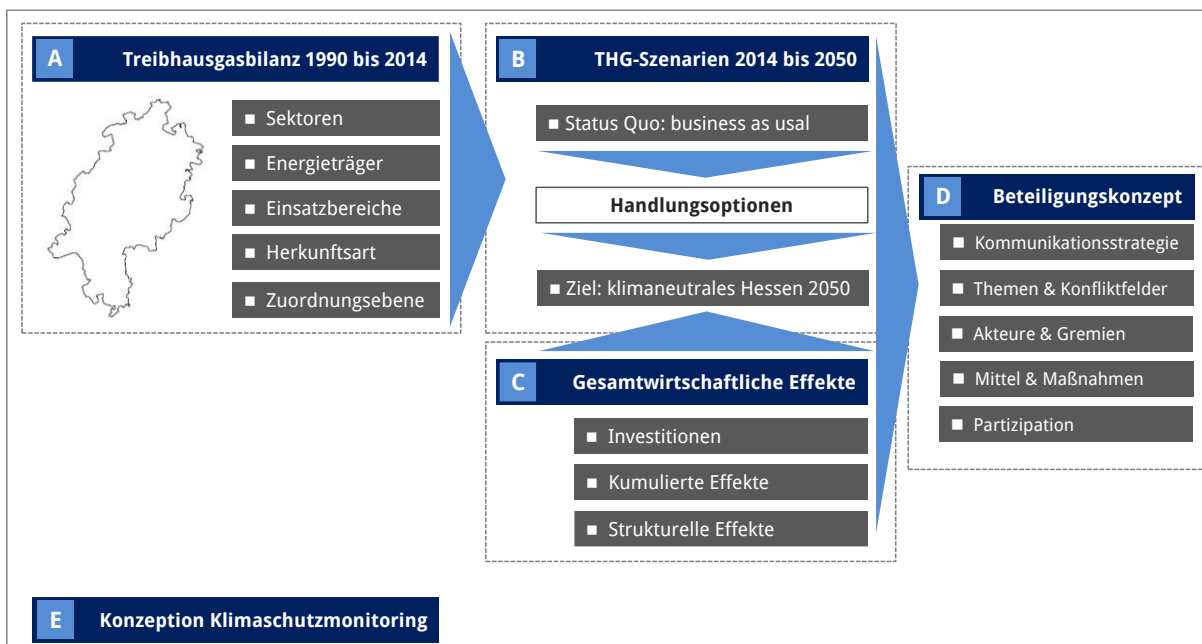 A
Treibhausgasbilanz 1990 bis 2014
■ Sektoren
■ Energieträger
■ Einsatzbereiche
■ Herkunftsart
■ Zuordnungsebene
B
THG-Szenarien 2014 bis 2050
■ Status Quo: business as usal
Handlungsoptionen
■ Ziel: klimaneutrales Hessen 2050
C
Gesamtwirtschaftliche Effekte
■ Investitionen
■ Kumulierte Effekte
■ Strukturelle Effekte
D
Beteiligungskonzept
■ Kommunikationsstrategie
■ Themen & Konfliktfelder
■ Akteure & Gremien
■ Mittel & Maßnahmen
■ Partizipation
E
Konzeption Klimaschutzmonitoring